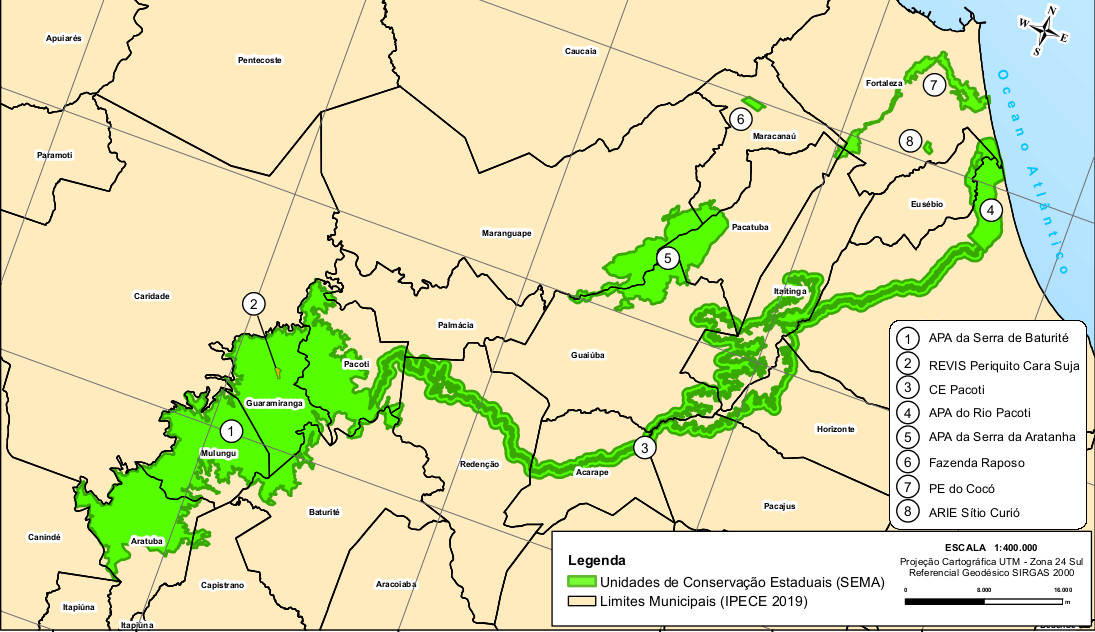 Apuiarés
Pentecoste
Caucaia
N
W
E
S
Oceano Atlântico
Fortaleza
7
6
Maracanaú
8
Paramoti
Eusébio
4
Maranguape
Pacatuba
5
Caridade
2
Itaitinga
Palmácia
Guaiúba
Pacoti
Guaramiranga
1
Mulungu
3
Horizonte
Redenção
Acarape
Pacajus
Baturité
Canindé
Aratuba
Capistrano
Aracoiaba
Itapiúna
Itapiúna
1 APA da Serra de Baturité
2 REVIS Periquito Cara Suja
3 CE Pacoti
4 APA do Rio Pacoti
5 APA da Serra da Aratanha
6 Fazenda Raposo
7 PE do Cocó
8 ARIE Sítio Curió
Legenda
Unidades de Conservação Estaduais (SEMA)
Limites Municipais (IPECE 2019)
ESCALA 1:400.000
Projeção Cartográfica UTM - Zona 24 Sul
Referencial Geodésico SIRGAS 2000
0 8.000 16.000
m